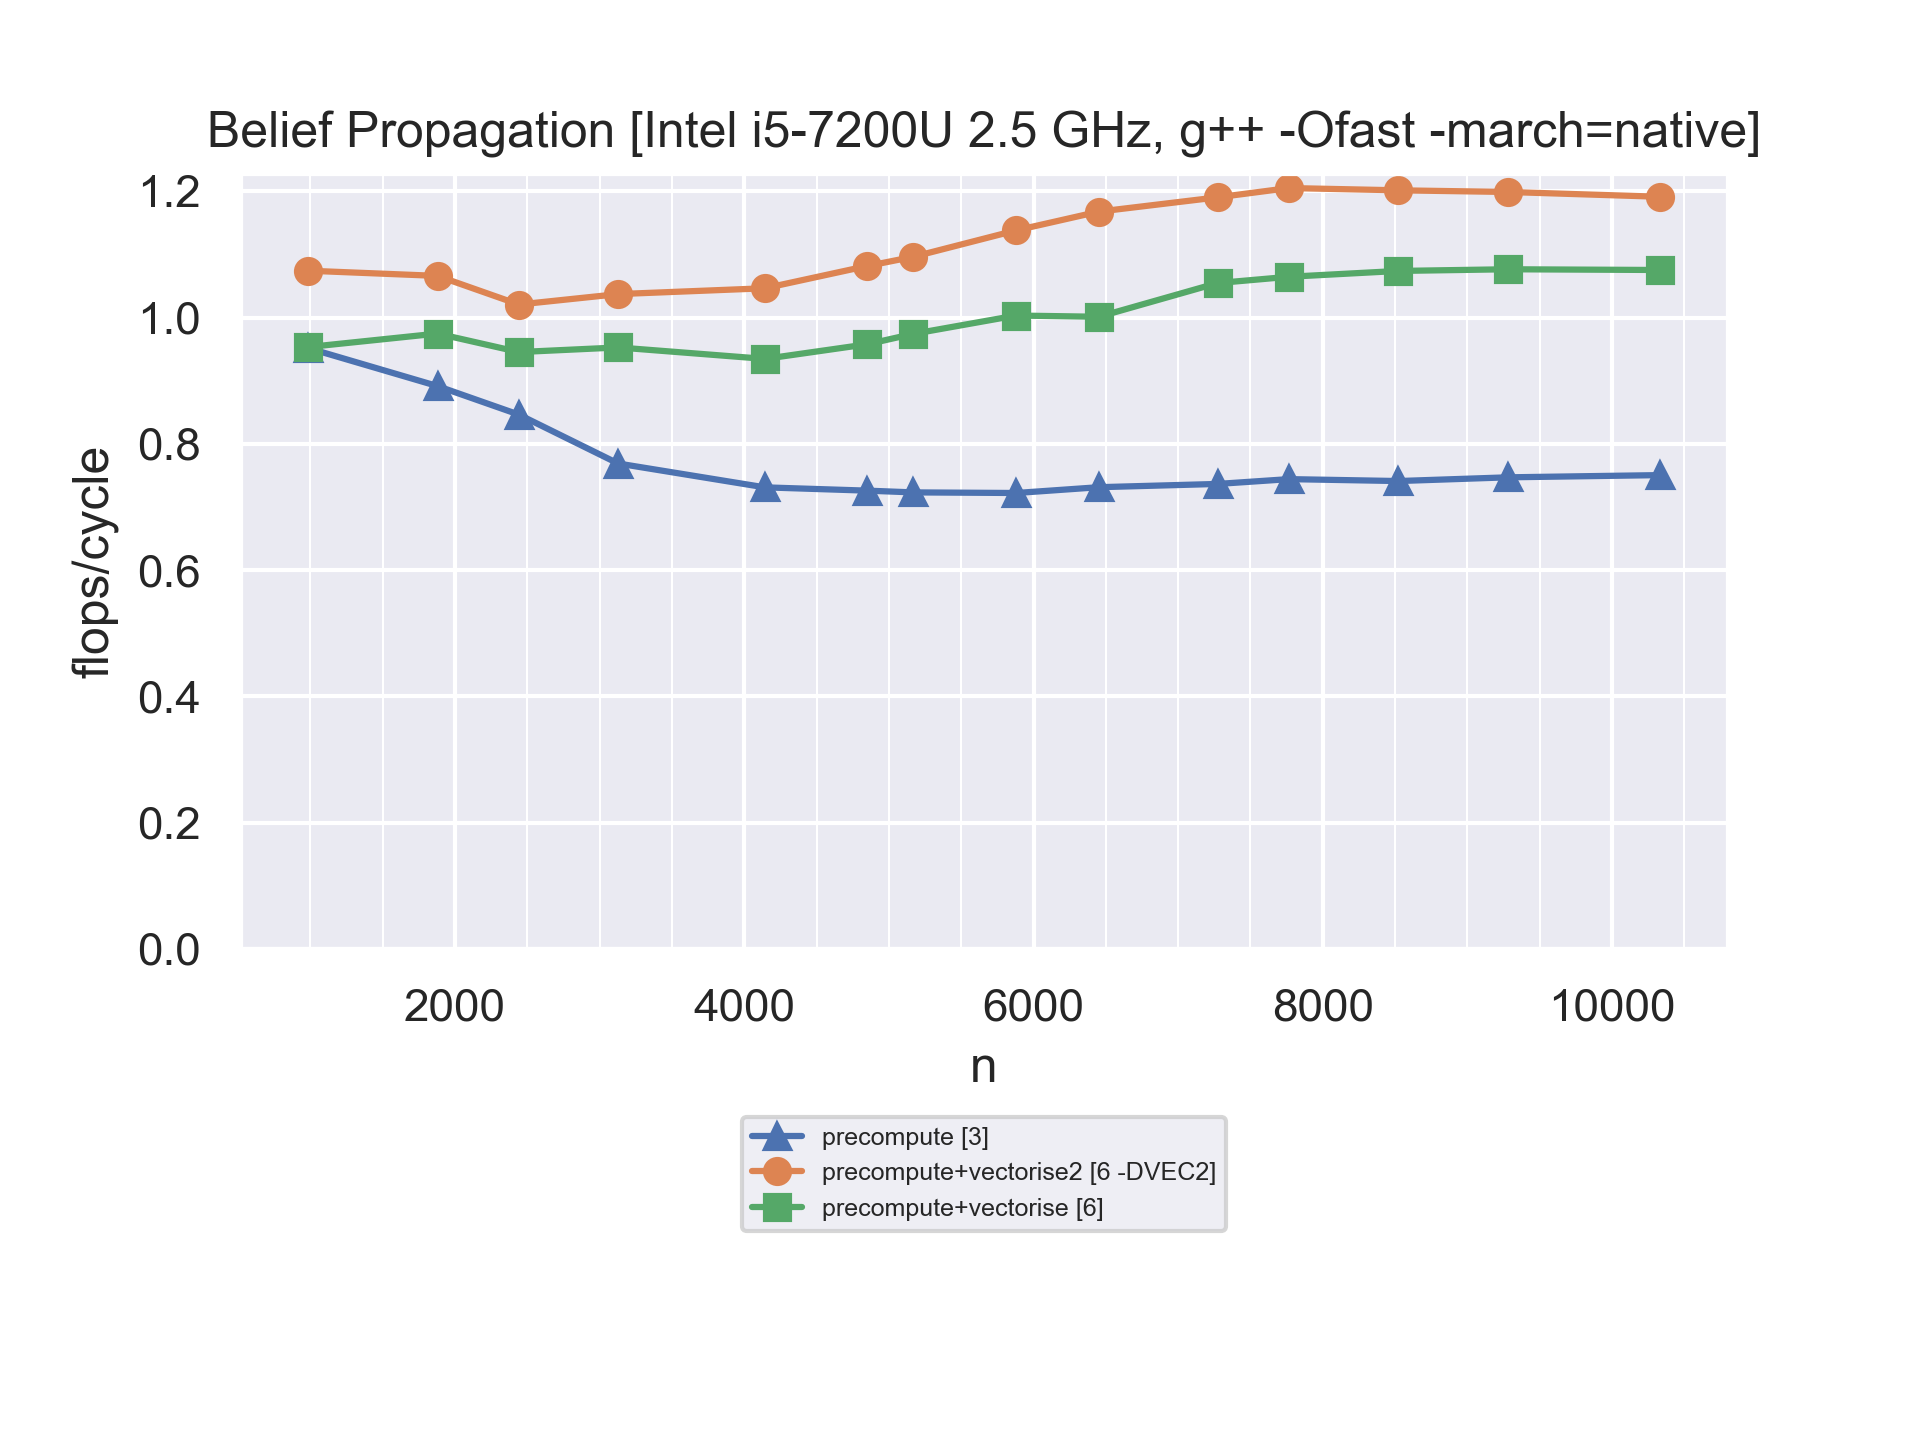 Belief Propagation [Intel i5-7200U 2.5 GHz, g++ -Ofast -march=native]
1.2
1.0
0.8
0.6
0.4
0.2
0.0
flops/cycle
2000 4000 6000 8000 10000
n
precompute [3]
precompute+vectorise2 [6 -DVEC2]
precompute+vectorise [6]